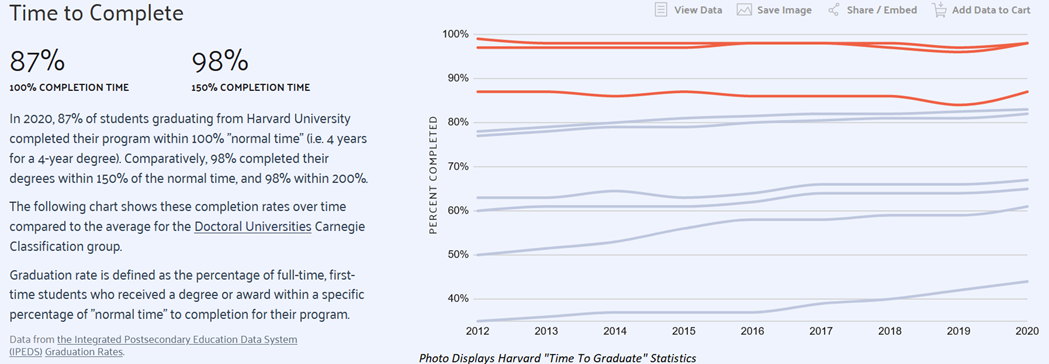 Time to Complete
View Data
Save Image
Share / Embed
Add Data to Cart
87%
98%
100% COMPLETION TIME
150% COMPLETION TIME
In 2020, 87% of students graduating from Harvard University
completed their program within 100% "normal time" (i.e. 4 years
for a 4-year degree). Comparatively, 98% completed their
degrees within 150% of the normal time, and 98% within 200%.
The following chart shows these completion rates over time
compared to the average for the Doctoral Universities Carnegie
Classification group.
Graduation rate is defined as the percentage of full-time, first-
time students who received a degree or award within a specific
percentage of "normal time" to completion for their program.
Data from the Integrated Postsecondary Education Data System
(IPEDS) Graduation Rates.
PERCENT COMPLETED
100%
90%
80%
70%
60%
50%
40%
2012 2013 2014 2015 2016 2017 2018 2019 2020
Photo Displays Harvard "Time To Graduate" Statistics